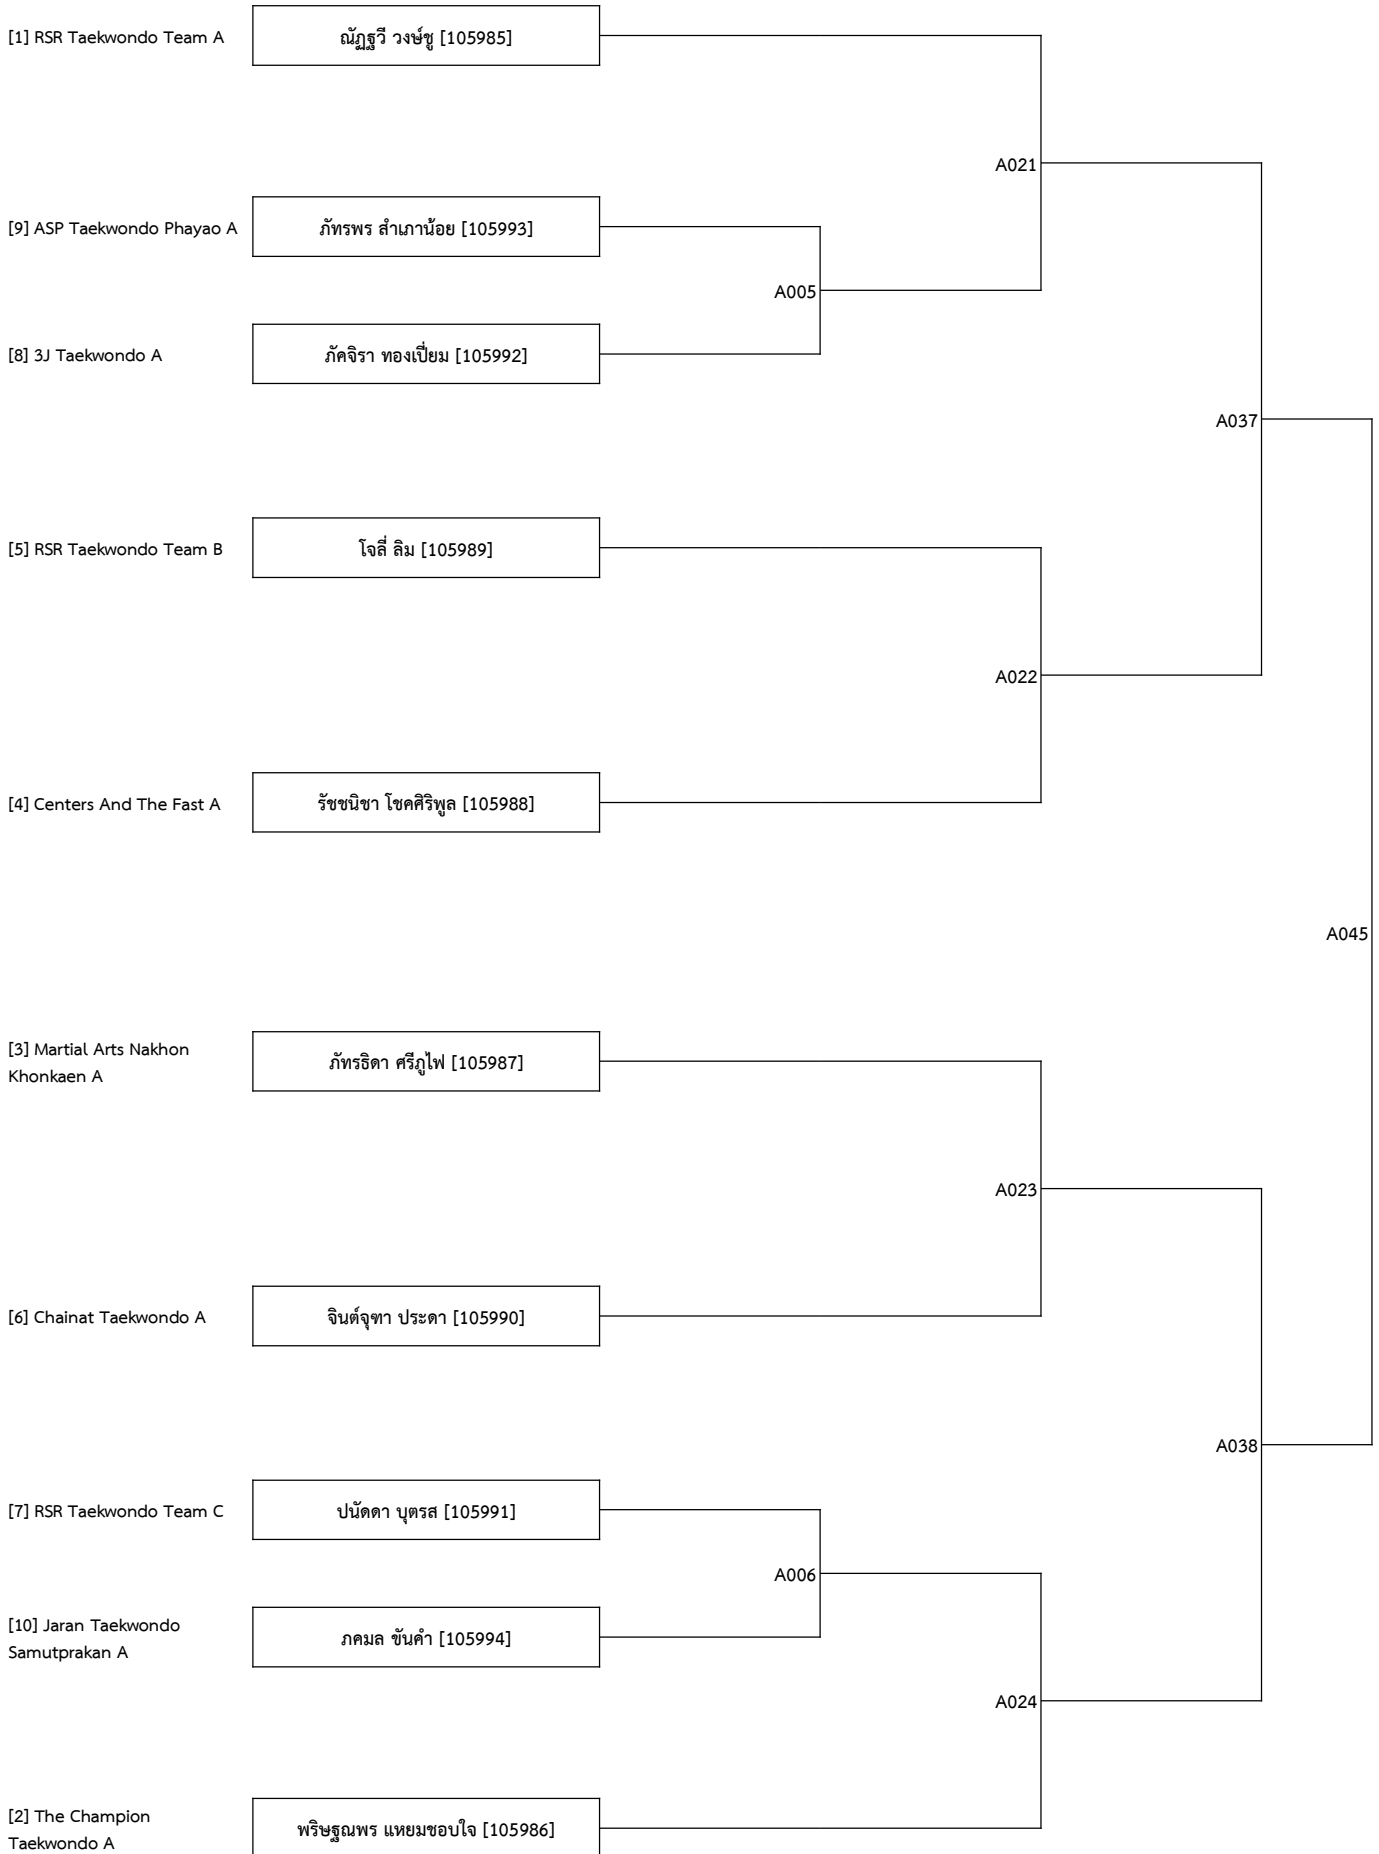 [1] RSR Taekwondo Team A
ณัฏฐวี วงษ์ชู [105985]
A021
[9] ASP Taekwondo Phayao A
ภัทรพร สำเภาน้อย [105993]
A005
[8] 3J Taekwondo A
ภัคจิรา ทองเปี่ยม [105992]
A037
[5] RSR Taekwondo Team B
โจลี่ ลิม [105989]
A022
[4] Centers And The Fast A
รัชชนิชา โชคศิริพูล [105988]
A045
[3] Martial Arts Nakhon
Khonkaen A
ภัทรธิดา ศรีภูไฟ [105987]
A023
[6] Chainat Taekwondo A
จินต์จุฑา ประดา [105990]
A038
[7] RSR Taekwondo Team C
ปนัดดา บุตรส [105991]
A006
[10] Jaran Taekwondo
Samutprakan A
ภคมล ขันคำ [105994]
A024
[2] The Champion
Taekwondo A
พริษฐณพร แหยมชอบใจ [105986]